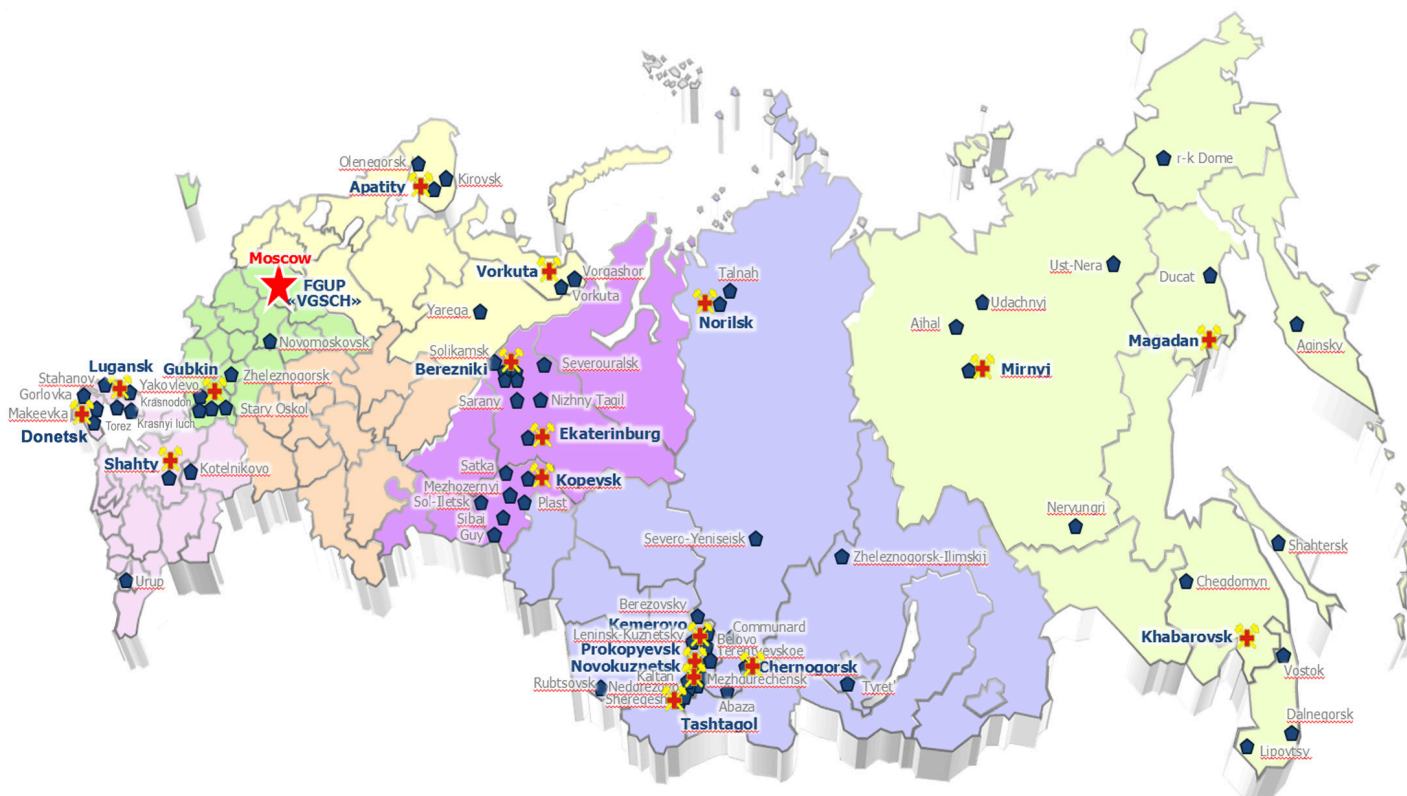 Olenegorsk
Apatity
Kirovsk
r-k Dome
Moscow
FGUP
«VGSCH»
Vorkuta
Vorgashor
Vorkuta
Talnah
Norilsk
Ust-Nera
Ducat
Yarega
Udachnyj
Ajhal
Mirnyj
Magadan
Aginsky
Novomoskovsk
Solikamsk
Berezniki
Severouralsk
Lugansk
Gubkin
Zheleznogorsk
Stahanov
Yakovlevo
Gorlovka
Krasnodon
Makeevka
Stary Oskol
Donetsk
Torez
Krasnyi luch
Sarany
Nizhny Tagil
Ekaterinburg
Shahty
Kotelnikovo
Satka
Kopeysk
Mezhozernyi
Sol-Iletsk
Plast
Sibai
Guy
Urup
Severo-Yeniseisk
Zheleznogorsk-Ilimskij
Neryungri
Shahtersk
Chegdomyn
Khabarovsk
Vostok
Dalnegorsk
Lipovtsy
Berezovsky
Kemerovo
Communard
Leninsk-Kuznetsky
Belovo
Prokopyevsk
Terentyevskoe
Novokuznetsk
Chernogorsk
Kaltan
Mezhdurechensk
Rubtsovsk
Sheregesh
Abaza
Tyret'
Tashtagol